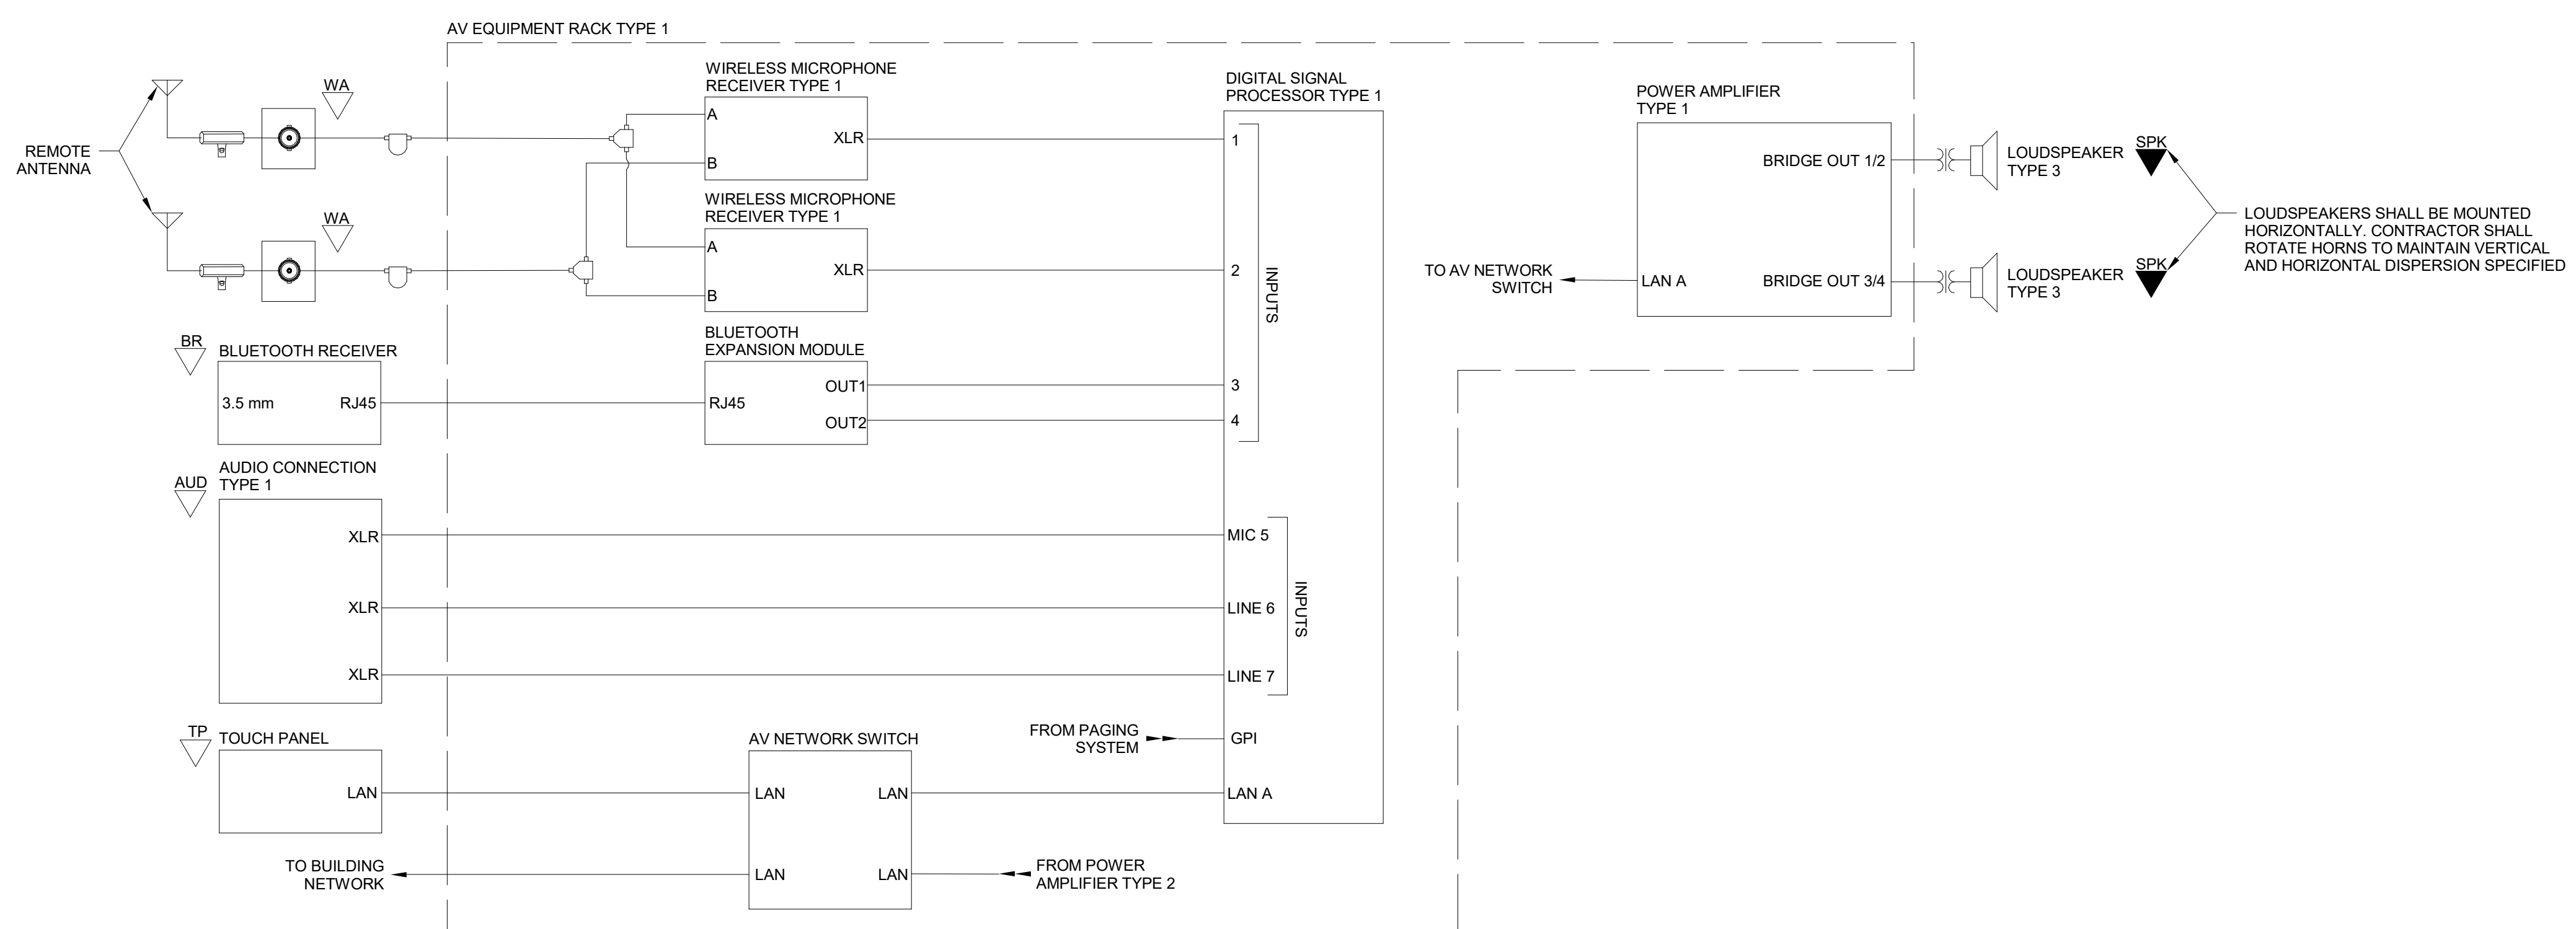 AV EQUIPMENT RACK TYPE 1
REMOTE
ANTENNA
WA
WA
WIRELESS MICROPHONE
RECEIVER TYPE 1
A
B
XLR
WIRELESS MICROPHONE
RECEIVER TYPE 1
A
B
XLR
BR
BLUETOOTH RECEIVER
3.5 mm
RJ45
BLUETOOTH
EXPANSION MODULE
RJ45
OUT1
OUT2
AUD
AUDIO CONNECTION
TYPE 1
XLR
XLR
XLR
TP
TOUCH PANEL
LAN
TO BUILDING
NETWORK
AV NETWORK SWITCH
LAN
LAN
LAN
LAN
FROM POWER
AMPLIFIER TYPE 2
FROM PAGING
SYSTEM
DIGITAL SIGNAL
PROCESSOR TYPE 1
1
2
3
4
INPUTS
MIC 5
LINE 6
LINE 7
INPUTS
GPI
LAN A
POWER AMPLIFIER
TYPE 1
BRIDGE OUT 1/2
LAN A
BRIDGE OUT 3/4
TO AV NETWORK
SWITCH
LOUDSPEAKER
TYPE 3
SPK
LOUDSPEAKER
TYPE 3
SPK
LOUDSPEAKERS SHALL BE MOUNTED
HORIZONTALLY. CONTRACTOR SHALL
ROTATE HORNS TO MAINTAIN VERTICAL
AND HORIZONTAL DISPERSION SPECIFIED